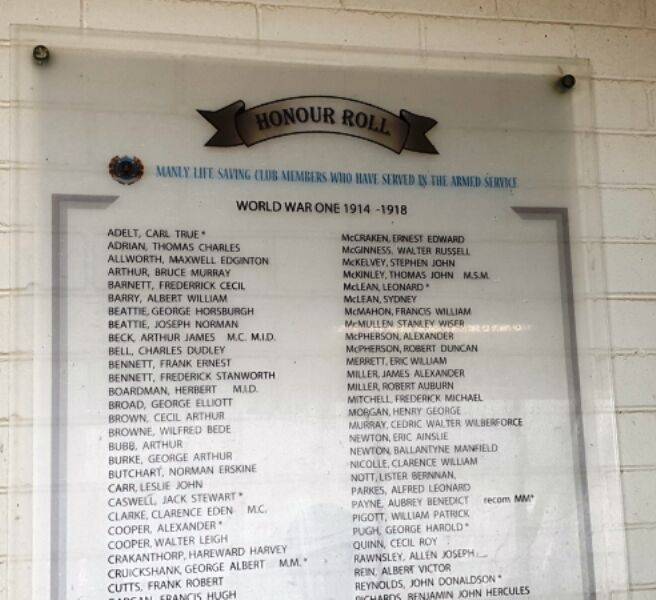 HONOUR ROLL
MANLY LIFE SAVING CLUB MEMBERS WHO HAVE SERVED IN THE ARMED SERVICE
WORLD WAR ONE 1914 -1918
ADELT, CARL TRUE *
ADRIAN, THOMAS CHARLES
ALLWORTH, MAXWELL EDGINTON
ARTHUR, BRUCE MURRAY
BARNETT, FREDERRICK CECIL
BARRY, ALBERT WILLIAM
BEATTIE, GEORGE HORSBURGH
BEATTIE, JOSEPH NORMAN
BECK, ARTHUR JAMES M.C. M.I.D.
BELL, CHARLES DUDLEY
BENNETT, FRANK ERNEST
BENNETT, FREDERICK STANWORTH
BOARDMAN, HERBERT M.I.D.
BROAD, GEORGE ELLIOTT
BROWN, CECIL ARTHUR
BROWNE, WILFRED BEDE
BUBB, ARTHUR
BURKE, GEORGE ARTHUR
BUTCHART, NORMAN ERSKINE
CARR, LESLIE JOHN
CASWELL, JACK STEWART *
CLARKE, CLARENCE EDEN M.C.
COOPER, ALEXANDER *
COOPER, WALTER LEIGH
CRAKANTHORP, HAREWARD HARVEY
CRUICKSHANK, GEORGE ALBERT M.M. *
CUTTS, FRANK ROBERT
FRANCIS HUGH
McCRAKEN, ERNEST EDWARD
McGINNESS, WALTER RUSSELL
McKELVEY, STEPHEN JOHN
McKINLEY, THOMAS JOHN M.S.M.
McLEAN, LEONARD *
McLEAN, SYDNEY
McMAHON, FRANCIS WILLIAM
McMULLEN STANLEY WISER
McPHERSON, ALEXANDER
McPHERSON, ROBERT DUNCAN
MERRETT, ERIC WILLIAM
MILLER, JAMES ALEXANDER
MILLER, ROBERT AUBURN
MITCHELL, FREDERICK MICHAEL
MORGAN, HENRY GEORGE
MURRAY, CEDRIC WALTER WILBERFORCE
NEWTON, ERIC AINSLIE
NEWTON, BALLANTYNE MANFIELD
NICOLLE, CLARENCE WILLIAM
NOTT, LISTER BERNNAN,
PARKES, ALFRED LEONARD
PAYNE, AUBREY BENEDICT recom MM*
PIGOTT, WILLIAM PATRICK
PUGH, GEORGE HAROLD *
QUINN, CECIL ROY
RAWNSLEY, ALLEN JOSEPH
REIN, ALBERT VICTOR
REYNOLDS, JOHN DONALDSON *
RICHARDS, BENJAMIN JOHN HERCULES